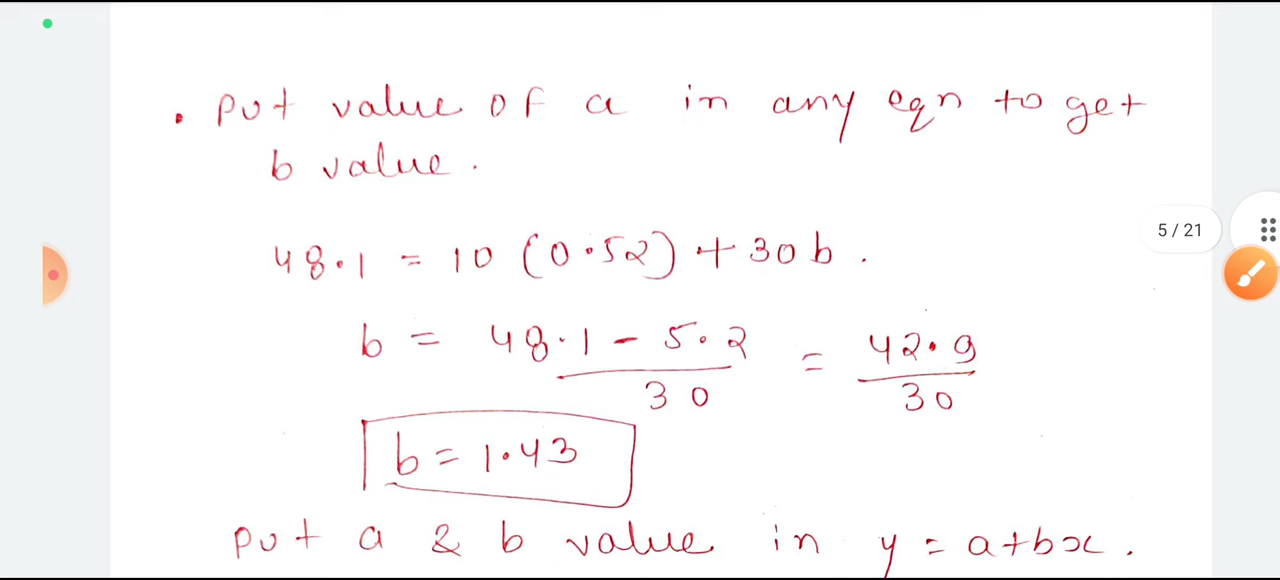 . put value of a in any eqn to get
b value .
5 / 21
48.1 = 10 (0.52) + 30 b .
b = 48.1 - 5.2 / 30 = 42.9 / 30
b = 1.43
put a & b value in y = a+bx .